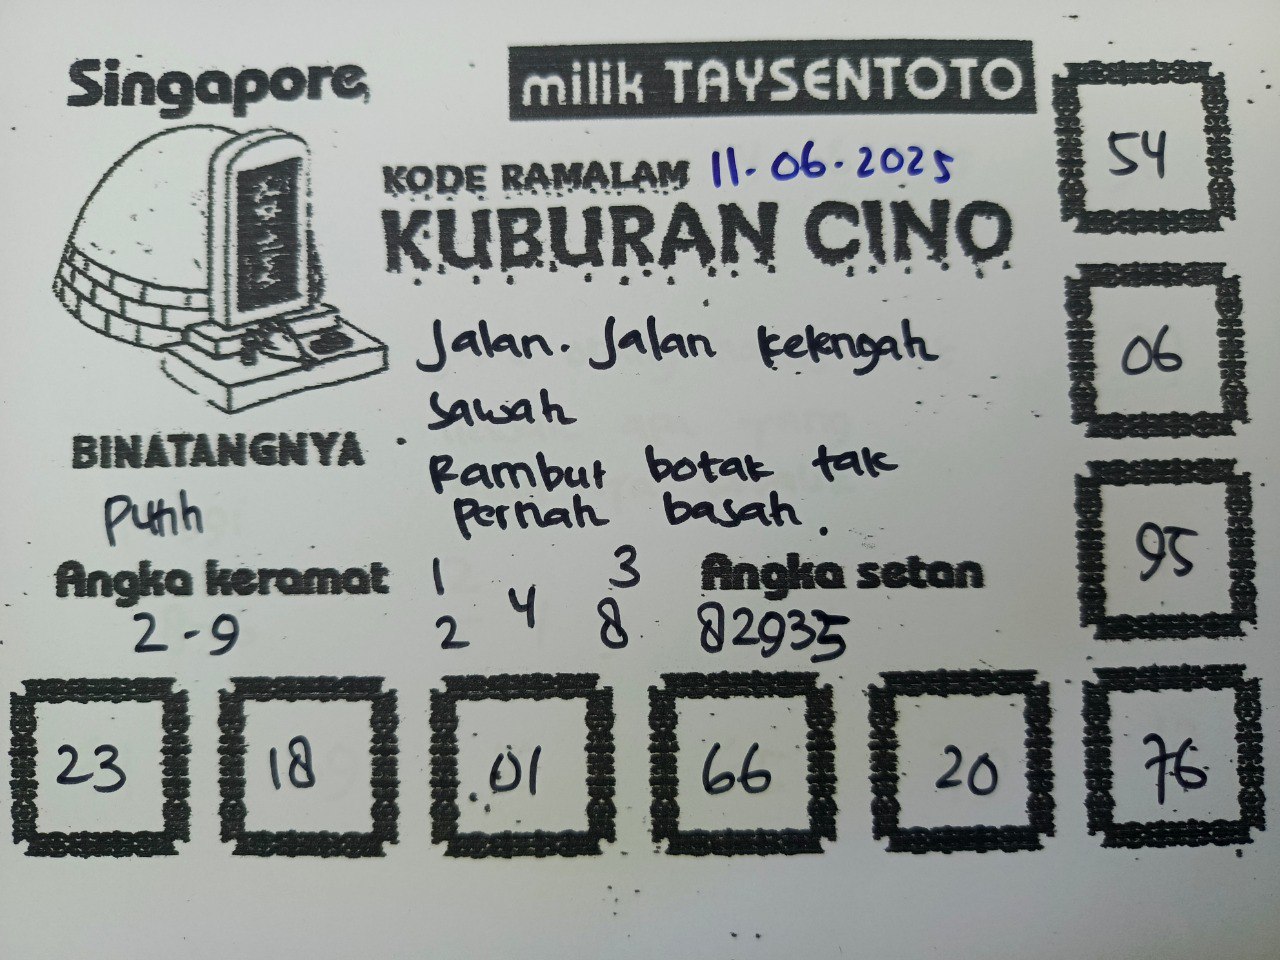 Singapore
milik TAYSENTOTO
KODE RAMALAM 11-06-2025
KUBURAN CINO
Jalan-Jalan kelengah
sawah
Rambut botak tak
pernah basah.
BINATANGNYA
Putih
Angka keramat
2-9
1 3
4
2 8
Angka setan
82935
54
06
95
23 18 01 66 20 76